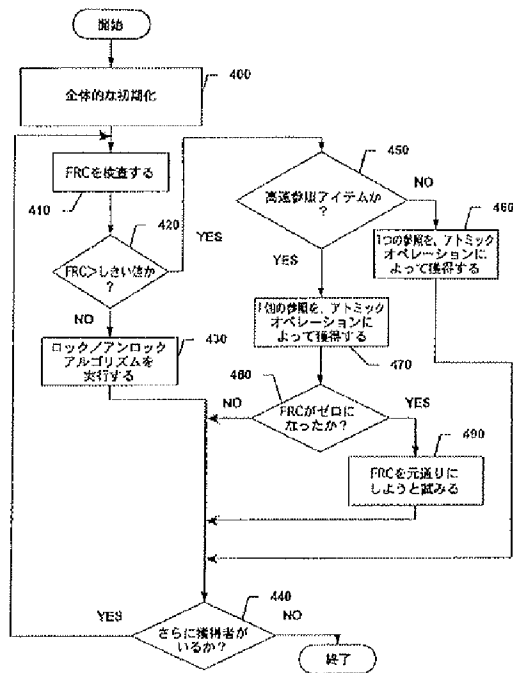 開始
400
全体的な初期化
FRCを検査する
410
420
FRC>しきい値か
?
YES
NO
430
ロック/アンロック
アルゴリズムを
実行する
450
高速参照アイテムか
?
NO
YES
460
1つの参照を、アトミック
オペレーションに
よって獲得する
1個の参照を、アトミック
オペレーションに
よって獲得する
470
FRCがゼロに
なったか?
NO
YES
490
FRCを元通りに
しようと試みる
440
さらに獲得者が
いるか?
YES
NO
終了